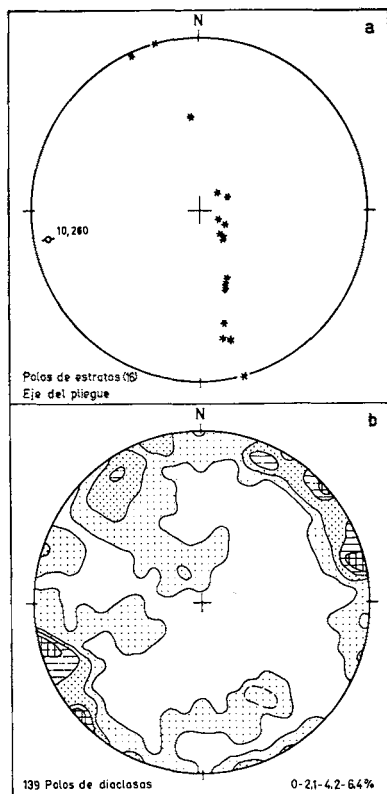 a
N
10,260
Polos de estratos (16)
Eje del pliegue
b
N
139 Polos de diaclasas
0-2,1-4,2-6,4%